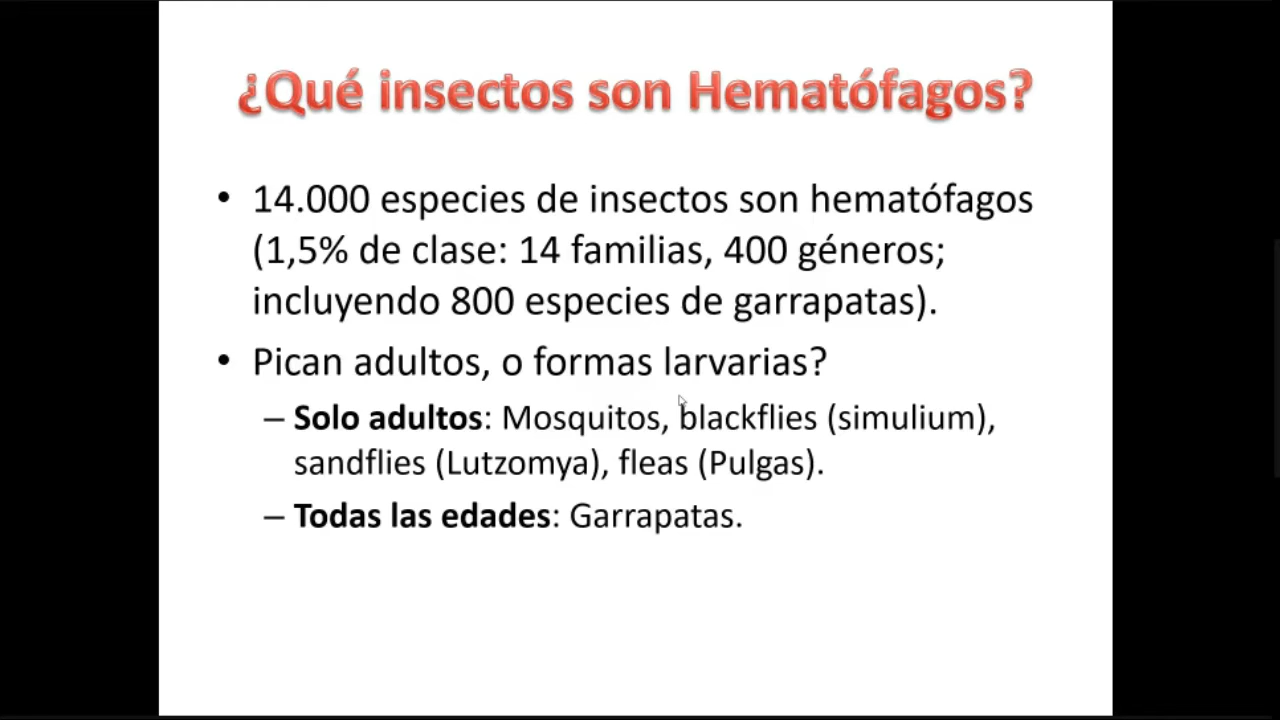 ¿Qué insectos son Hematófagos?
• 14.000 especies de insectos son hematófagos
(1,5% de clase: 14 familias, 400 géneros;
incluyendo 800 especies de garrapatas).
• Pican adultos, o formas larvarias?
– Solo adultos: Mosquitos, blackflies (simulium),
sandflies (Lutzomya), fleas (Pulgas).
– Todas las edades: Garrapatas.